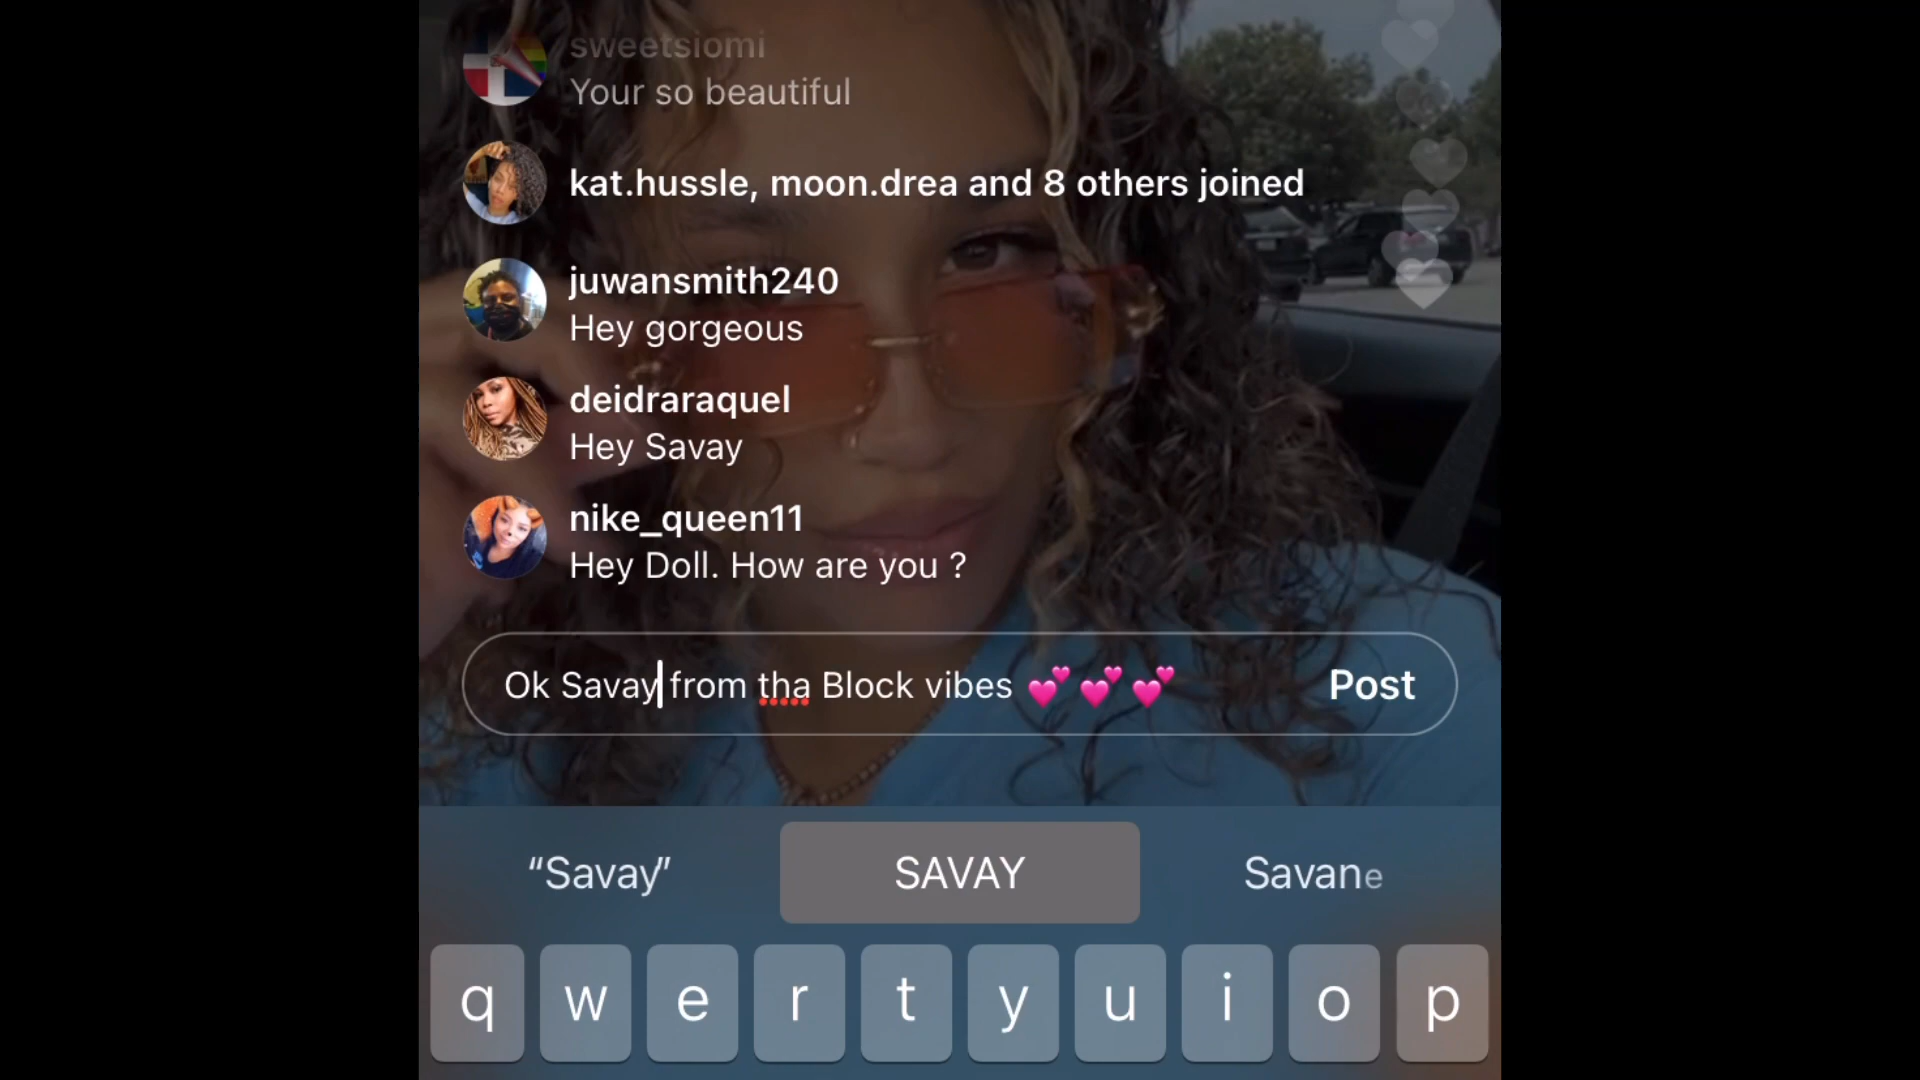 sweetsiomi
Your so beautiful
kat.hussle, moon.drea and 8 others joined
juwansmith240
Hey gorgeous
deidraraquel
Hey Savay
nike_queen11
Hey Doll. How are you ?
Ok Savay from tha Block vibes 💕💕💕 Post
“Savay” SAVAY Savane
q w e r t y u i o p